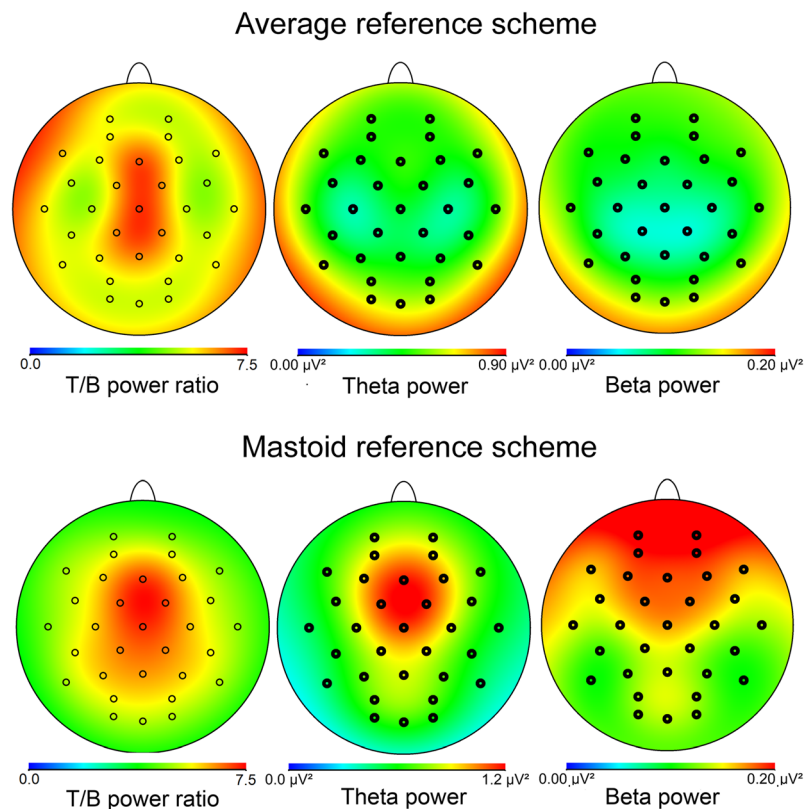 Average reference scheme
0.0 7.5 0.00 µV² 0.90 µV² 0.00 µV² 0.20 µV²
T/B power ratio Theta power Beta power
Mastoid reference scheme
0.0 7.5 0.0 µV² 1.2 µV² 0.00 µV² 0.20 µV²
T/B power ratio Theta power Beta power